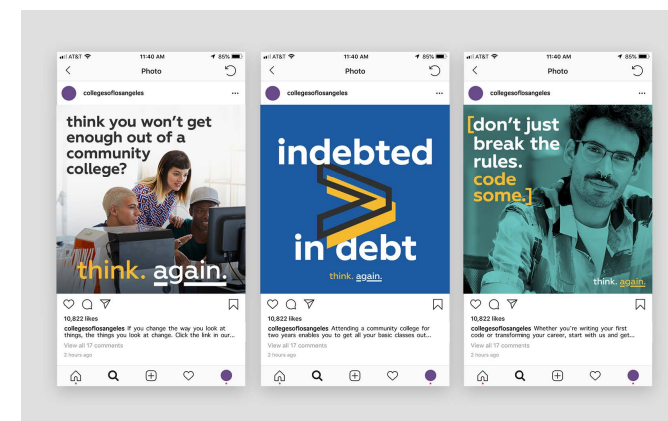 AT&T
11:40 AM
85%
Photo
collegesoflosangeles
think you won't get
enough out of a
community
college?
think. again.
10,822 likes
collegesoflosangeles If you change the way you look at
things, the things you look at change. Click the link in our...
View all 17 comments
2 hours ago
AT&T
11:40 AM
85%
Photo
collegesoflosangeles
indebted
>
in debt
think. again.
10,822 likes
collegesoflosangeles Attending a community college for
two years enables you to get all your basic classes out...
View all 17 comments
2 hours ago
AT&T
11:40 AM
85%
Photo
collegesoflosangeles
[don't just
break the
rules.
code
some.]
think. again.
10,822 likes
collegesoflosangeles Whether you're writing your first
code or transforming your career, start with us and get...
View all 17 comments
2 hours ago